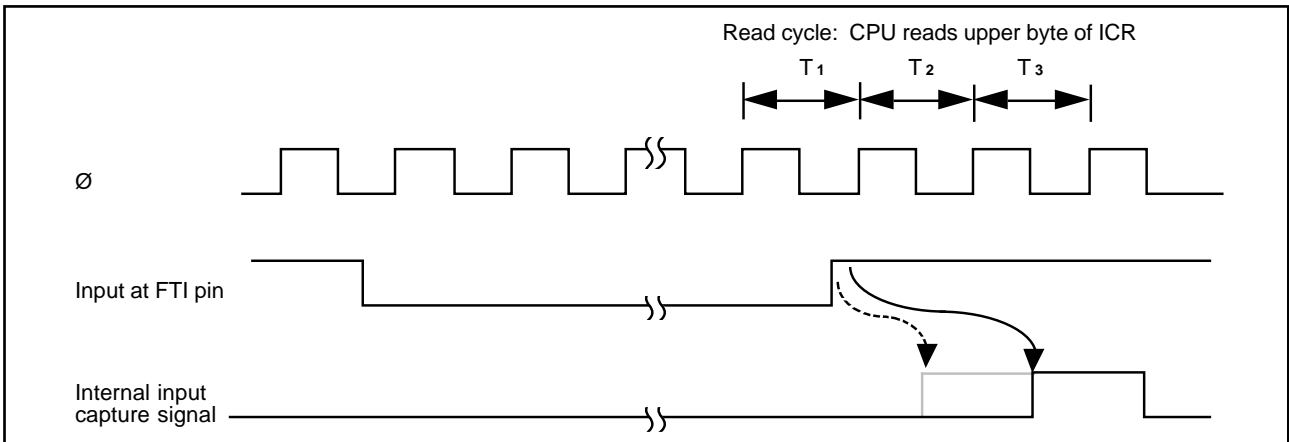 Read cycle: CPU reads upper byte of ICR
T1 T2 T3
Ø
Input at FTI pin
Internal input
capture signal